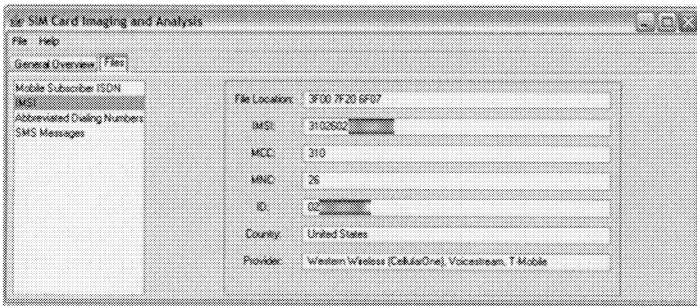 SIM Card Imaging and Analysis
File Help
General Overview Files
Mobile Subscriber ISDN
IMSI
Abbreviated Dialing Numbers
SMS Messages
File Location: 3F00 7F20 6F07
IMSI: 3102602
MCC: 310
MNC: 26
ID: 02
Country: United States
Provider: Western Wireless (CellularOne), Voicestream, T-Mobile